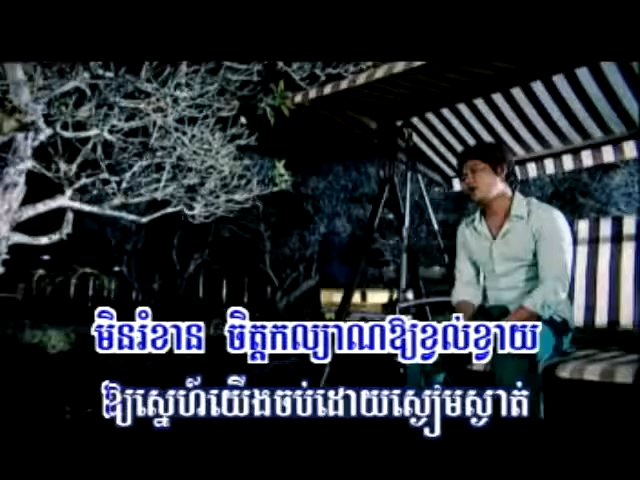 មិនរំខាន ចិត្តកល្យាណឱ្យខ្វល់ខ្វាយ
ឱ្យស្នេហ៍យើងចប់ដោយស្ងៀមស្ងាត់